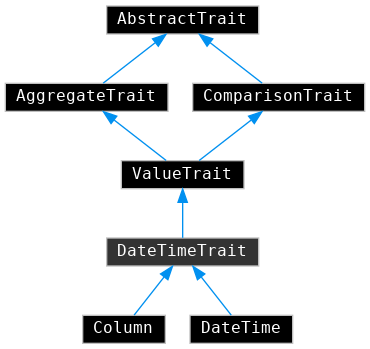 AbstractTrait
AggregateTrait
ComparisonTrait
ValueTrait
DateTimeTrait
Column
DateTime